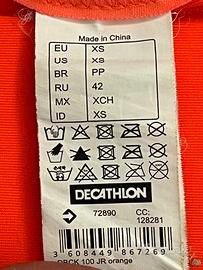 Made in China
EU XS
US XS
BR PP
RU 42
MX XCH
ID XS
DECATHLON
72890 CC: 128281
3 608449 867269
100 JR orange